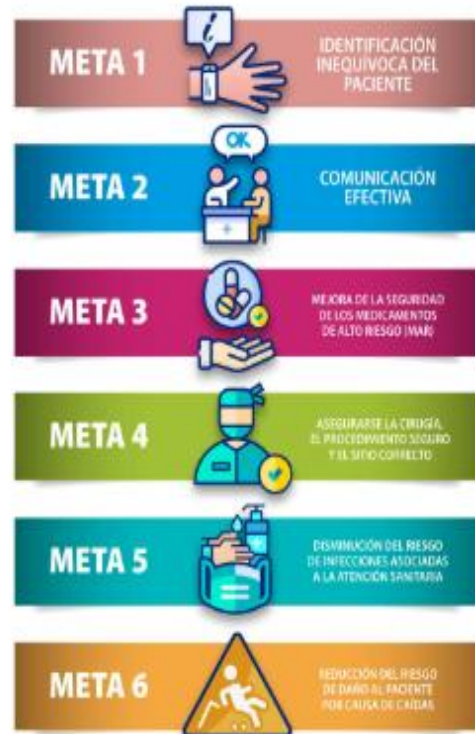 META 1
i
IDENTIFICACIÓN
INEQUÍVOCA DEL
PACIENTE
META 2
OK
COMUNICACIÓN
EFECTIVA
META 3
MEJORA DE LA SEGURIDAD
DE LOS MEDICAMENTOS
DE ALTO RIESGO (MAR)
META 4
ASEGURARSE LA CIRUGÍA,
EL PROCEDIMIENTO SEGURO
Y EL SITIO CORRECTO
META 5
DISMINUCIÓN DEL RIESGO
DE INFECCIONES ASOCIADAS
A LA ATENCIÓN SANITARIA
META 6
REDUCCIÓN DEL RIESGO
DE DAÑO AL PACIENTE
POR CAUSA DE CAÍDAS